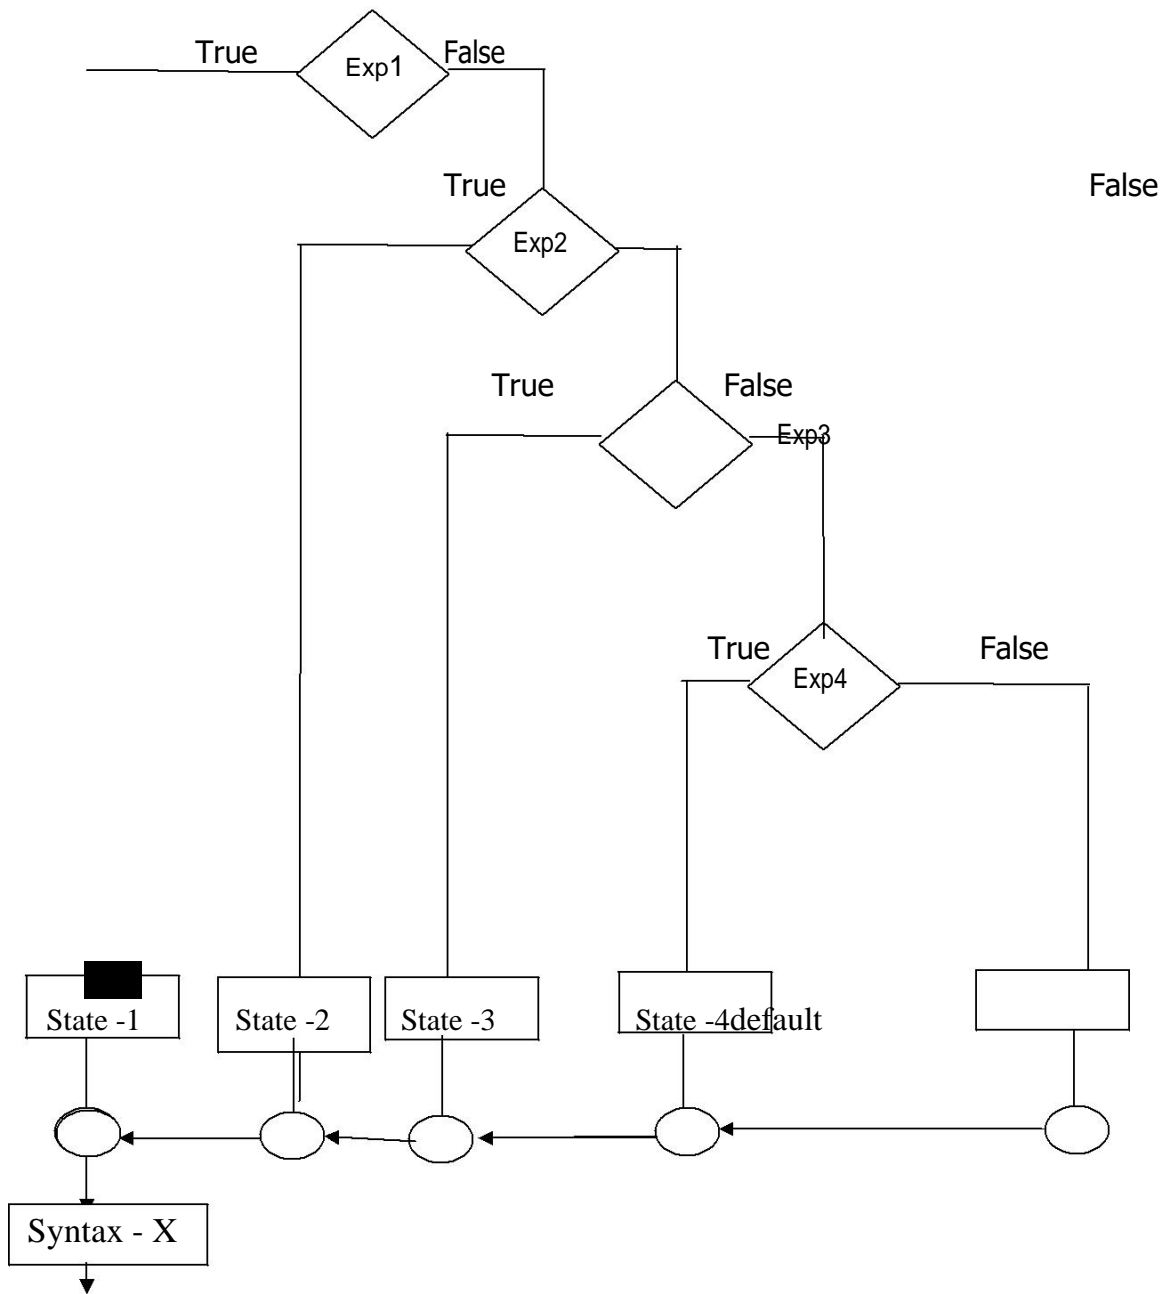 True False
Exp1
True False
Exp2
True False
Exp3
True False
Exp4
State -1 State -2 State -3 State -4default
Syntax - X